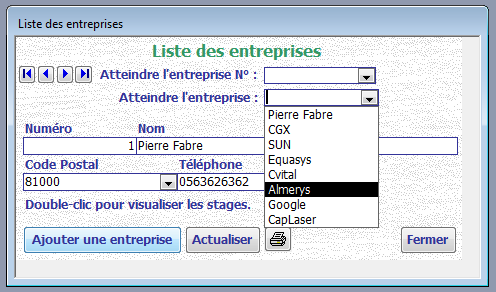 Liste des entreprises
Liste des entreprises
Atteindre l'entreprise N° :
Atteindre l'entreprise :
Pierre Fabre
CGX
SUN
Equasys
Cvital
Almerys
Google
CapLaser
Numéro Nom
1 Pierre Fabre
Code Postal Téléphone
81000 0563626362
Double-clic pour visualiser les stages.
Ajouter une entreprise Actualiser Fermer